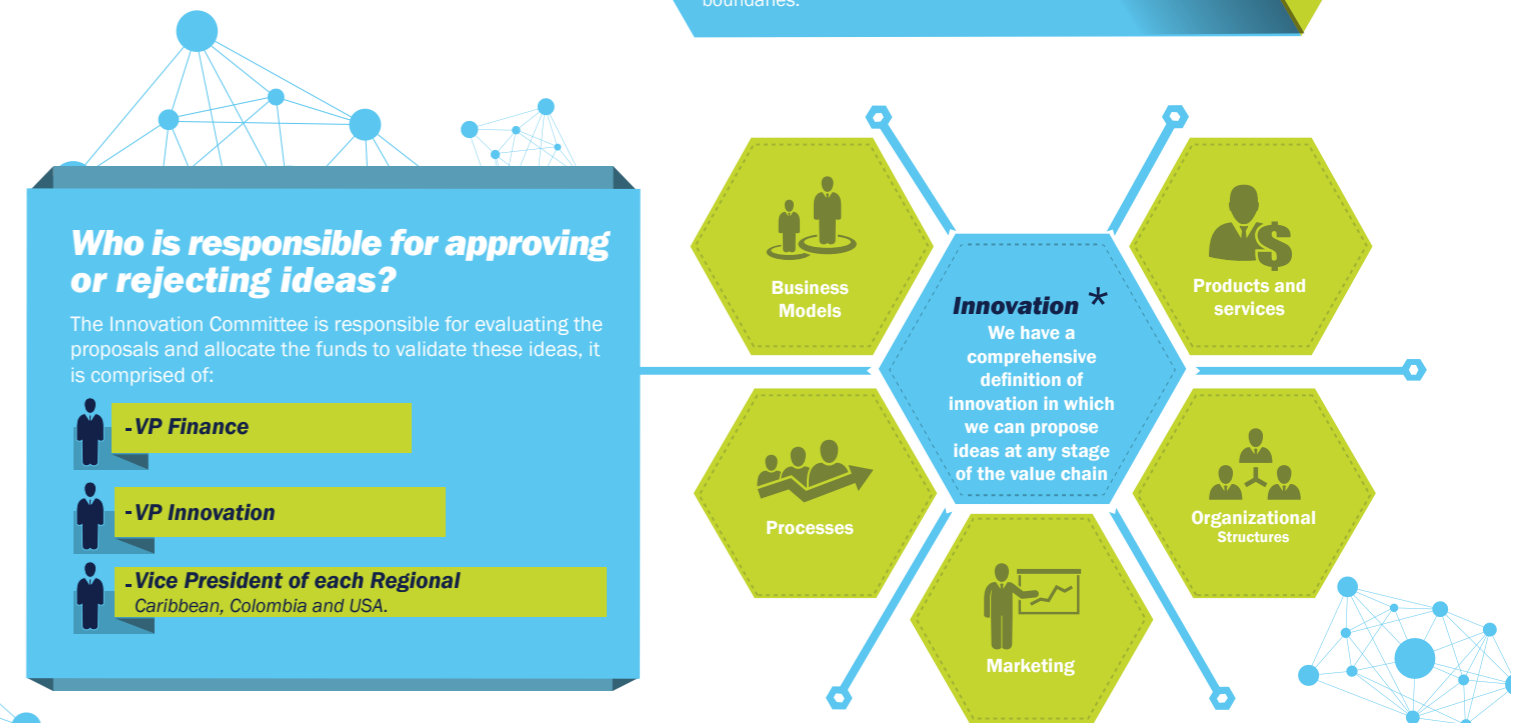 boundaries.
Who is responsible for approving
or rejecting ideas?
The Innovation Committee is responsible for evaluating the
proposals and allocate the funds to validate these ideas, it
is comprised of:
-VP Finance
-VP Innovation
-Vice President of each Regional
Caribbean, Colombia and USA.
Business
Models
Products and
services
Innovation *
We have a
comprehensive
definition of
innovation in which
we can propose
ideas at any stage
of the value chain
Processes
Organizational
Structures
Marketing